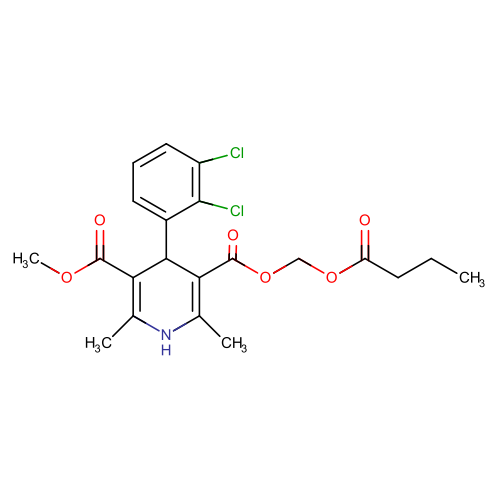 Cl
Cl
O O O
H₃C O O O CH₃
H₃C N CH₃
H